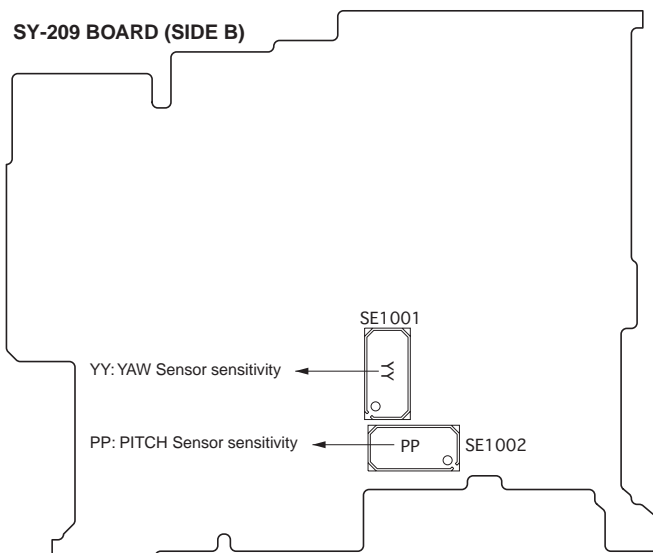 SY-209 BOARD (SIDE B)
SE1001
YY: YAW Sensor sensitivity
YY
PP: PITCH Sensor sensitivity
PP
SE1002